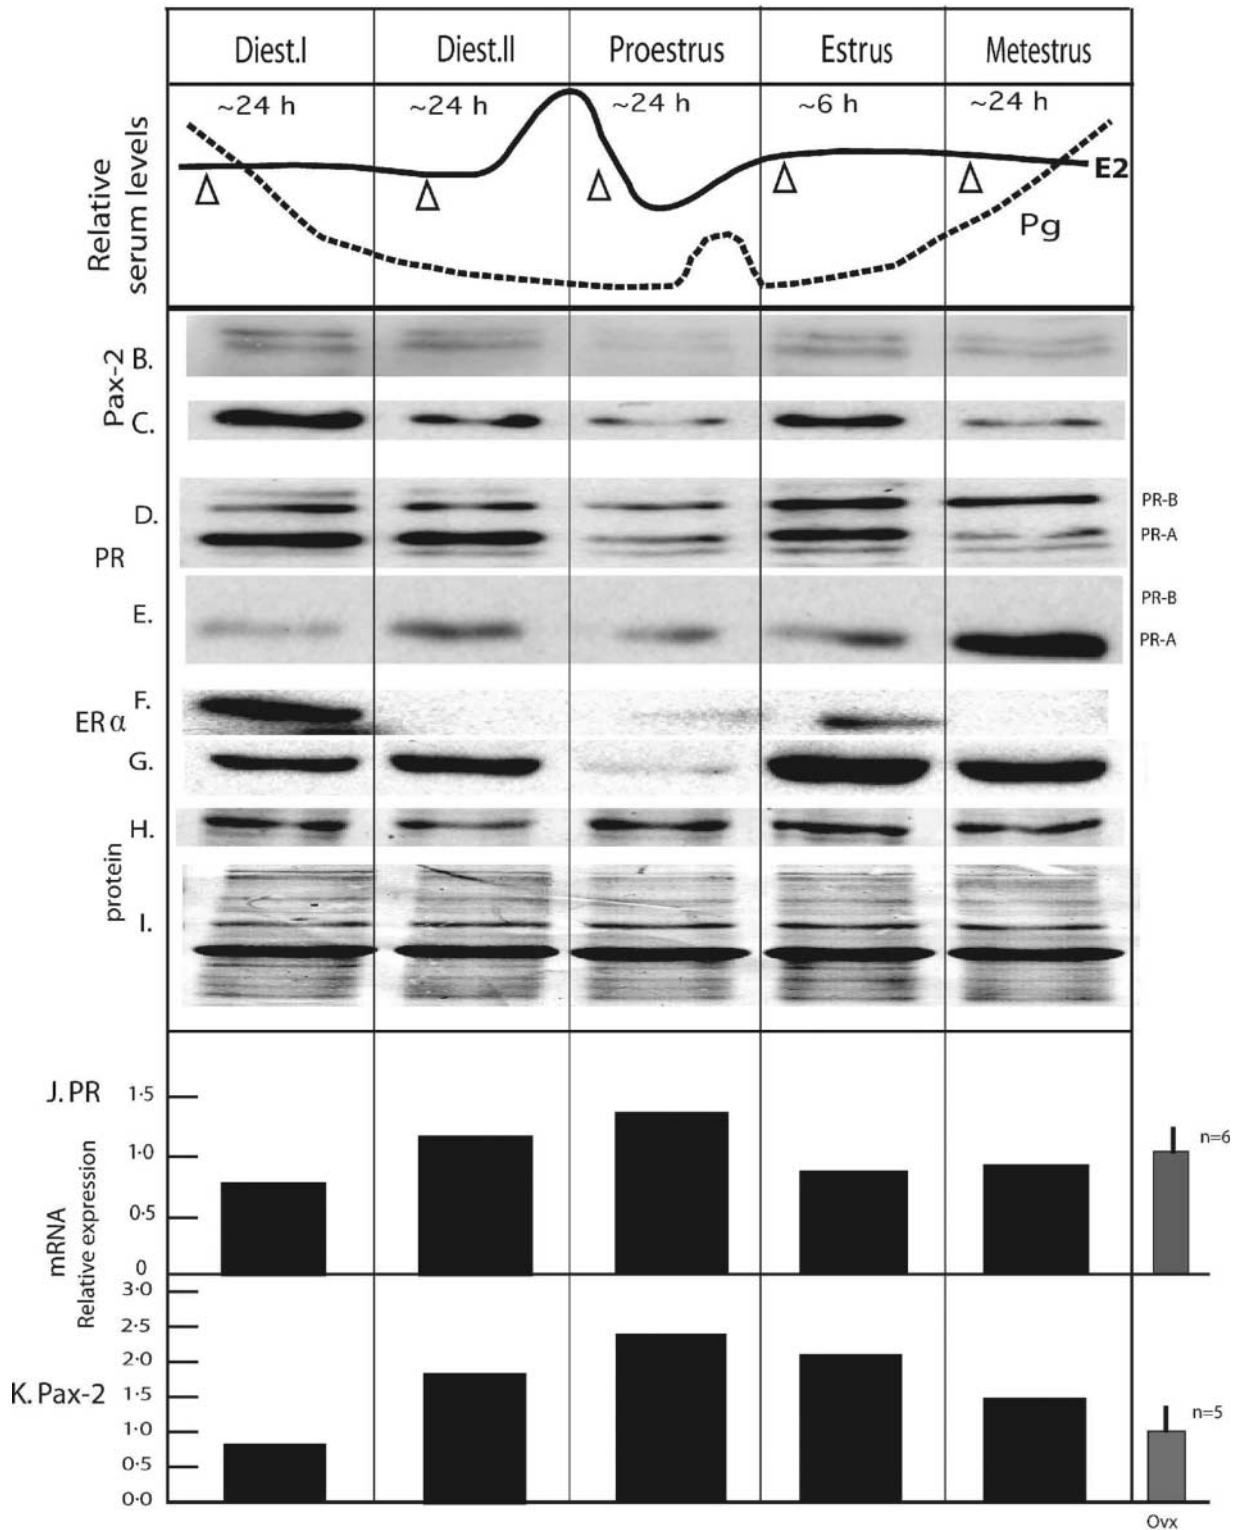 Diest.I Diest.II Proestrus Estrus Metestrus
~24 h ~24 h ~24 h ~6 h ~24 h
Relative
serum levels
E2
Pg
Pax-2
B.
C.
D.
PR
PR-B
PR-A
E.
PR-B
PR-A
F.
ER α
G.
H.
protein
I.
J. PR
1·5
1·0
0·5
0
n=6
mRNA
Relative expression
3·0
2·5
2·0
K. Pax-2
1·5
1·0
0·5
0·0
n=5
Ovx